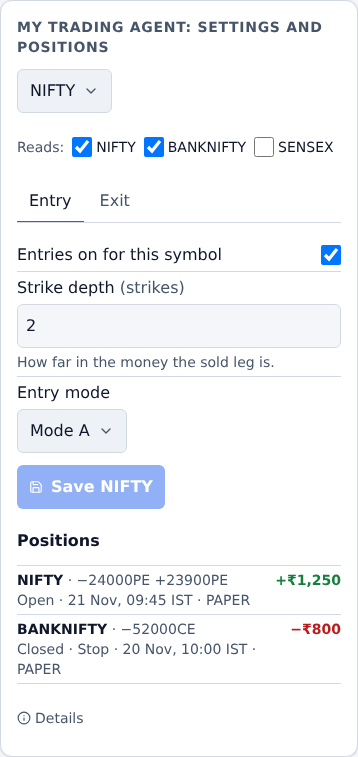 MY TRADING AGENT: SETTINGS AND
POSITIONS
NIFTY
Reads: NIFTY BANKNIFTY SENSEX
Entry Exit
Entries on for this symbol
Strike depth (strikes)
2
How far in the money the sold leg is.
Entry mode
Mode A
Save NIFTY
Positions
NIFTY · −24000PE +23900PE +₹1,250
Open · 21 Nov, 09:45 IST · PAPER
BANKNIFTY · −52000CE −₹800
Closed · Stop · 20 Nov, 10:00 IST ·
PAPER
Details